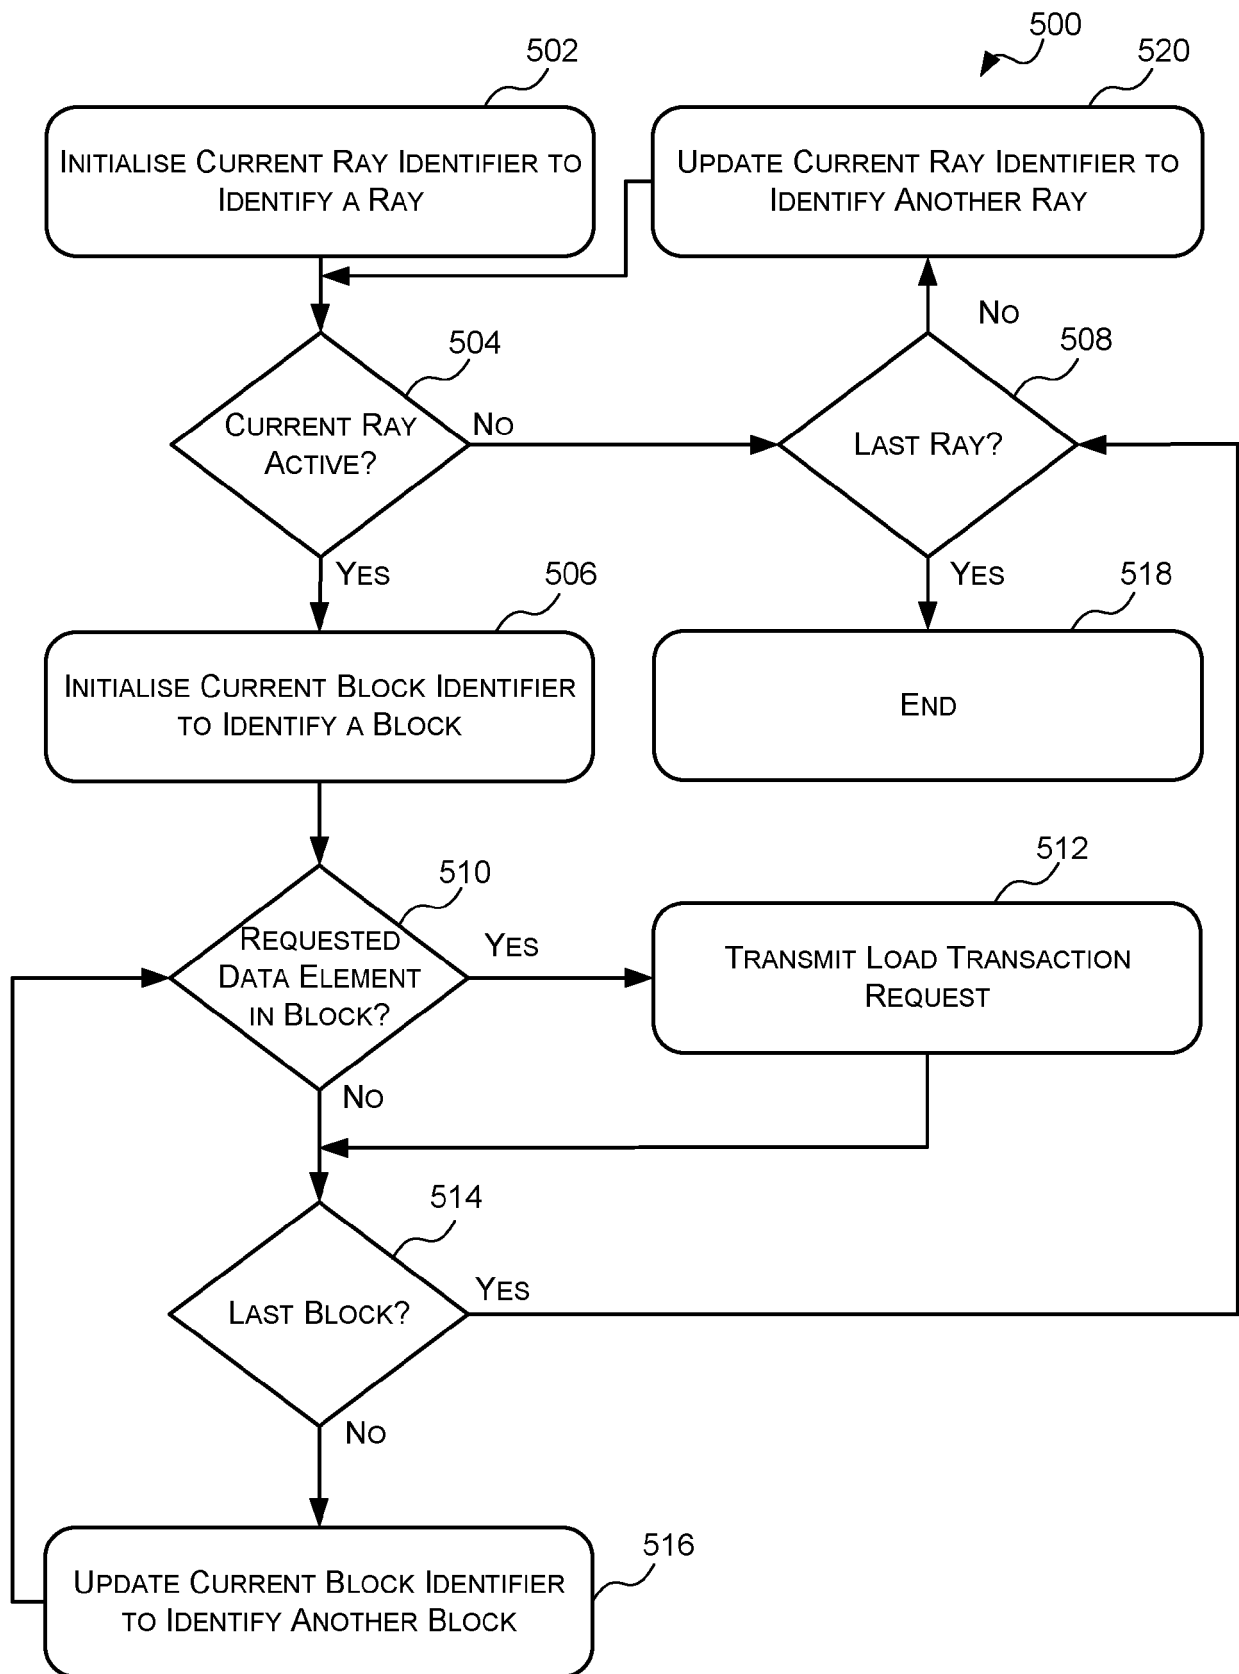 500
502
INITIALISE CURRENT RAY IDENTIFIER TO
IDENTIFY A RAY
520
UPDATE CURRENT RAY IDENTIFIER TO
IDENTIFY ANOTHER RAY
504
CURRENT RAY
ACTIVE?
NO
YES
508
LAST RAY?
NO
YES
506
INITIALISE CURRENT BLOCK IDENTIFIER
TO IDENTIFY A BLOCK
518
END
510
REQUESTED
DATA ELEMENT
IN BLOCK?
YES
NO
512
TRANSMIT LOAD TRANSACTION
REQUEST
514
LAST BLOCK?
YES
NO
516
UPDATE CURRENT BLOCK IDENTIFIER
TO IDENTIFY ANOTHER BLOCK